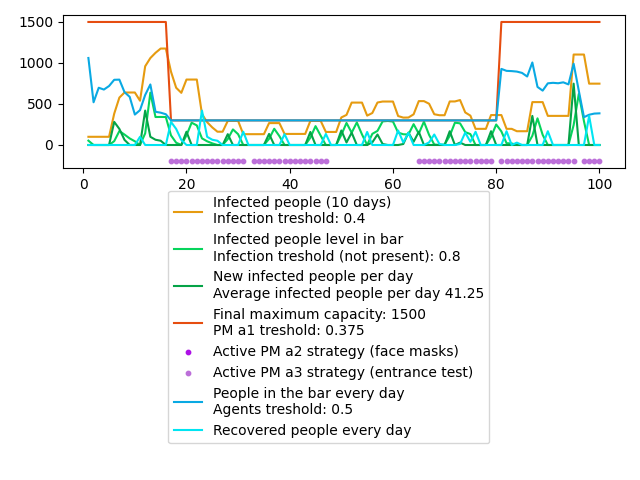 1500
1000
500
0
0 20 40 60 80 100
Infected people (10 days)
Infection treshold: 0.4
Infected people level in bar
Infection treshold (not present): 0.8
New infected people per day
Average infected people per day 41.25
Final maximum capacity: 1500
PM a1 treshold: 0.375
Active PM a2 strategy (face masks)
Active PM a3 strategy (entrance test)
People in the bar every day
Agents treshold: 0.5
Recovered people every day